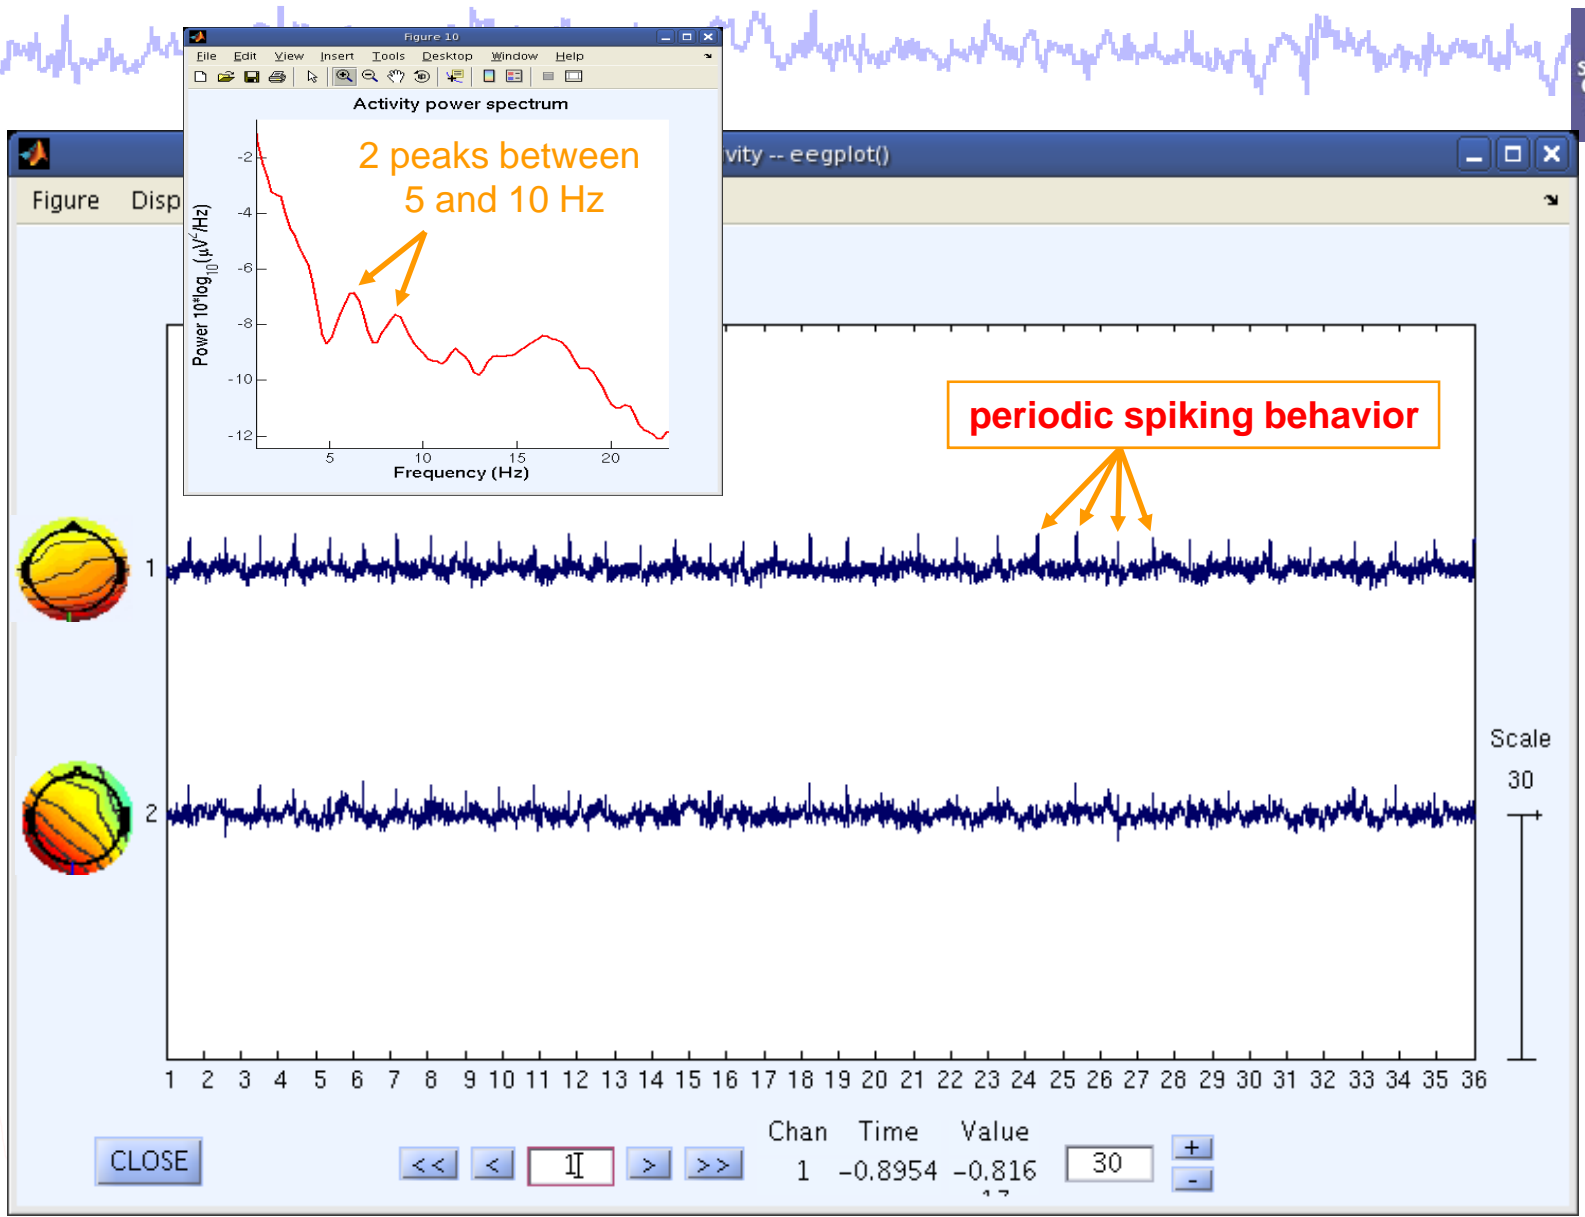 Figure 10
File Edit View Insert Tools Desktop Window Help
Activity power spectrum
2 peaks between
5 and 10 Hz
Power 10*log10(μV2/Hz)
-2
-4
-6
-8
-10
-12
5 10 15 20
Frequency (Hz)
vity -- eegplot()
Figure Disp
periodic spiking behavior
1
2
Scale
30
1 2 3 4 5 6 7 8 9 10 11 12 13 14 15 16 17 18 19 20 21 22 23 24 25 26 27 28 29 30 31 32 33 34 35 36
Chan Time Value
CLOSE << < 1 > >> 1 -0.8954 -0.816 30 +
-